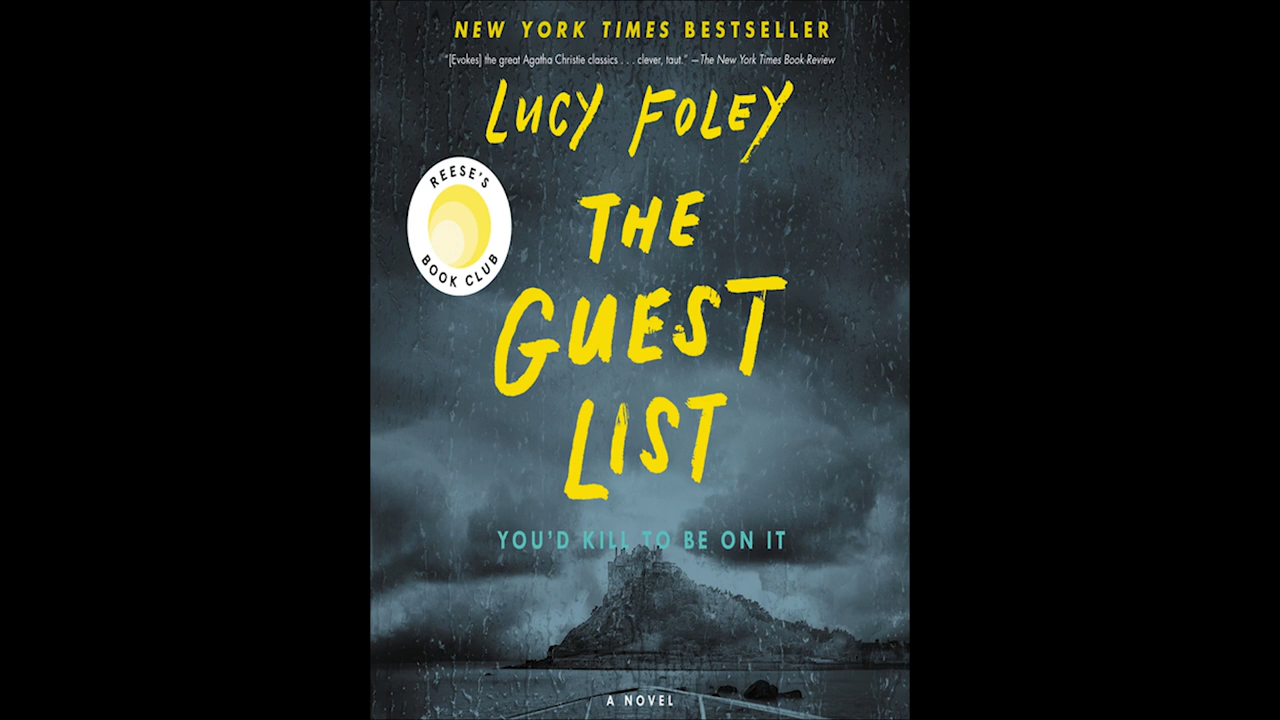 NEW YORK TIMES BESTSELLER
"[Evokes] the great Agatha Christie classics . . . clever, taut." —The New York Times Book Review
LUCY FOLEY
REESE'S
BOOK CLUB
THE
GUEST
LIST
YOU'D KILL TO BE ON IT
A NOVEL